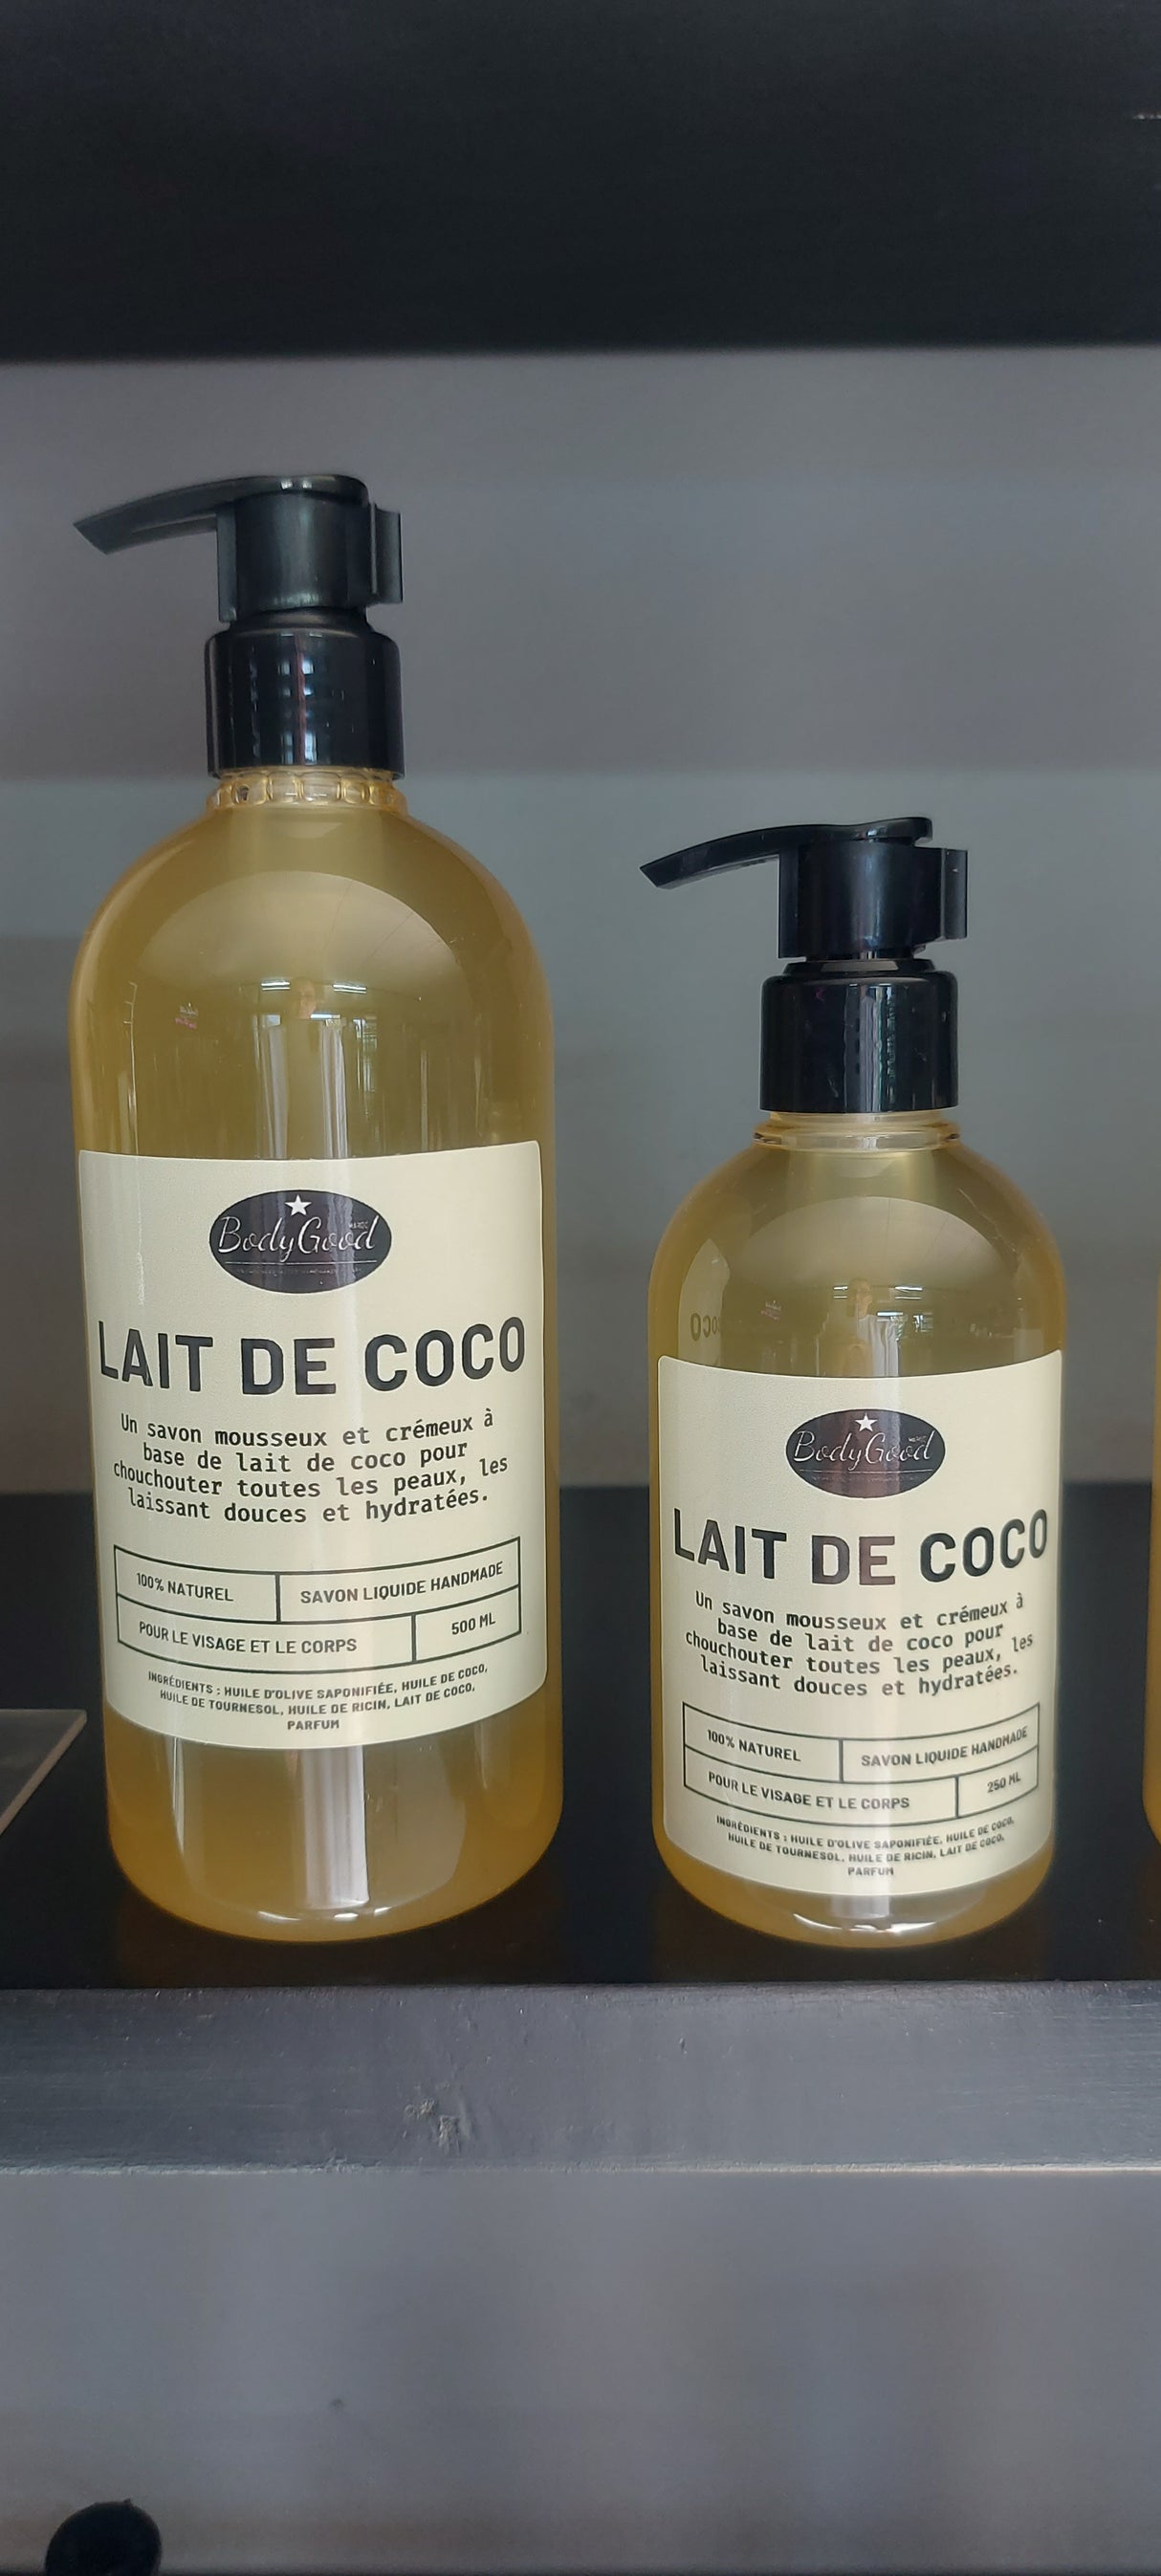 BodyGood
MAROC
LAIT DE COCO
Un savon mousseux et crémeux à
base de lait de coco pour
chouchouter toutes les peaux, les
laissant douces et hydratées.
100% NATUREL
SAVON LIQUIDE HANDMADE
POUR LE VISAGE ET LE CORPS
500 ML
INGRÉDIENTS : HUILE D'OLIVE SAPONIFIÉE, HUILE DE COCO,
HUILE DE TOURNESOL, HUILE DE RICIN, LAIT DE COCO,
PARFUM
BodyGood
MAROC
LAIT DE COCO
Un savon mousseux et crémeux à
base de lait de coco pour
chouchouter toutes les peaux, les
laissant douces et hydratées.
100% NATUREL
SAVON LIQUIDE HANDMADE
POUR LE VISAGE ET LE CORPS
250 ML
INGRÉDIENTS : HUILE D'OLIVE SAPONIFIÉE, HUILE DE COCO,
HUILE DE TOURNESOL, HUILE DE RICIN, LAIT DE COCO,
PARFUM